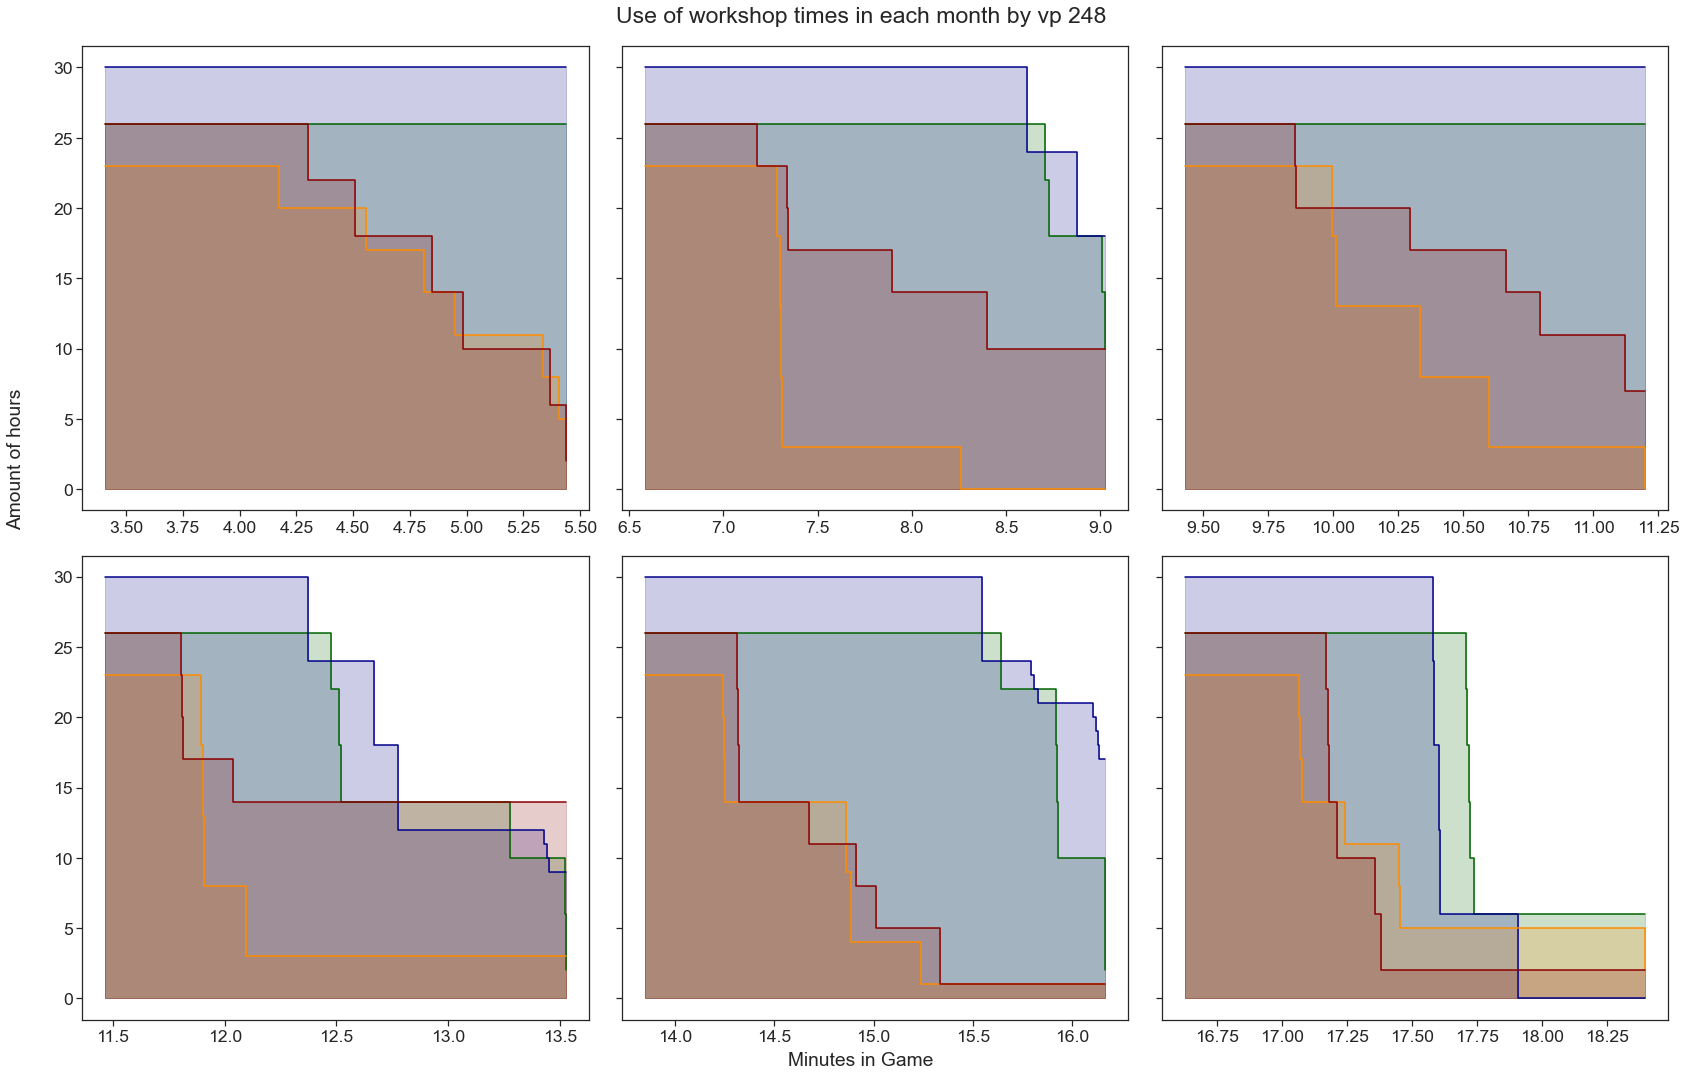 Use of workshop times in each month by vp 248
Amount of hours
30
25
20
15
10
5
0
3.50 3.75 4.00 4.25 4.50 4.75 5.00 5.25 5.50
6.5 7.0 7.5 8.0 8.5 9.0
9.50 9.75 10.00 10.25 10.50 10.75 11.00 11.25
30
25
20
15
10
5
0
11.5 12.0 12.5 13.0 13.5
14.0 14.5 15.0 15.5 16.0
16.75 17.00 17.25 17.50 17.75 18.00 18.25
Minutes in Game